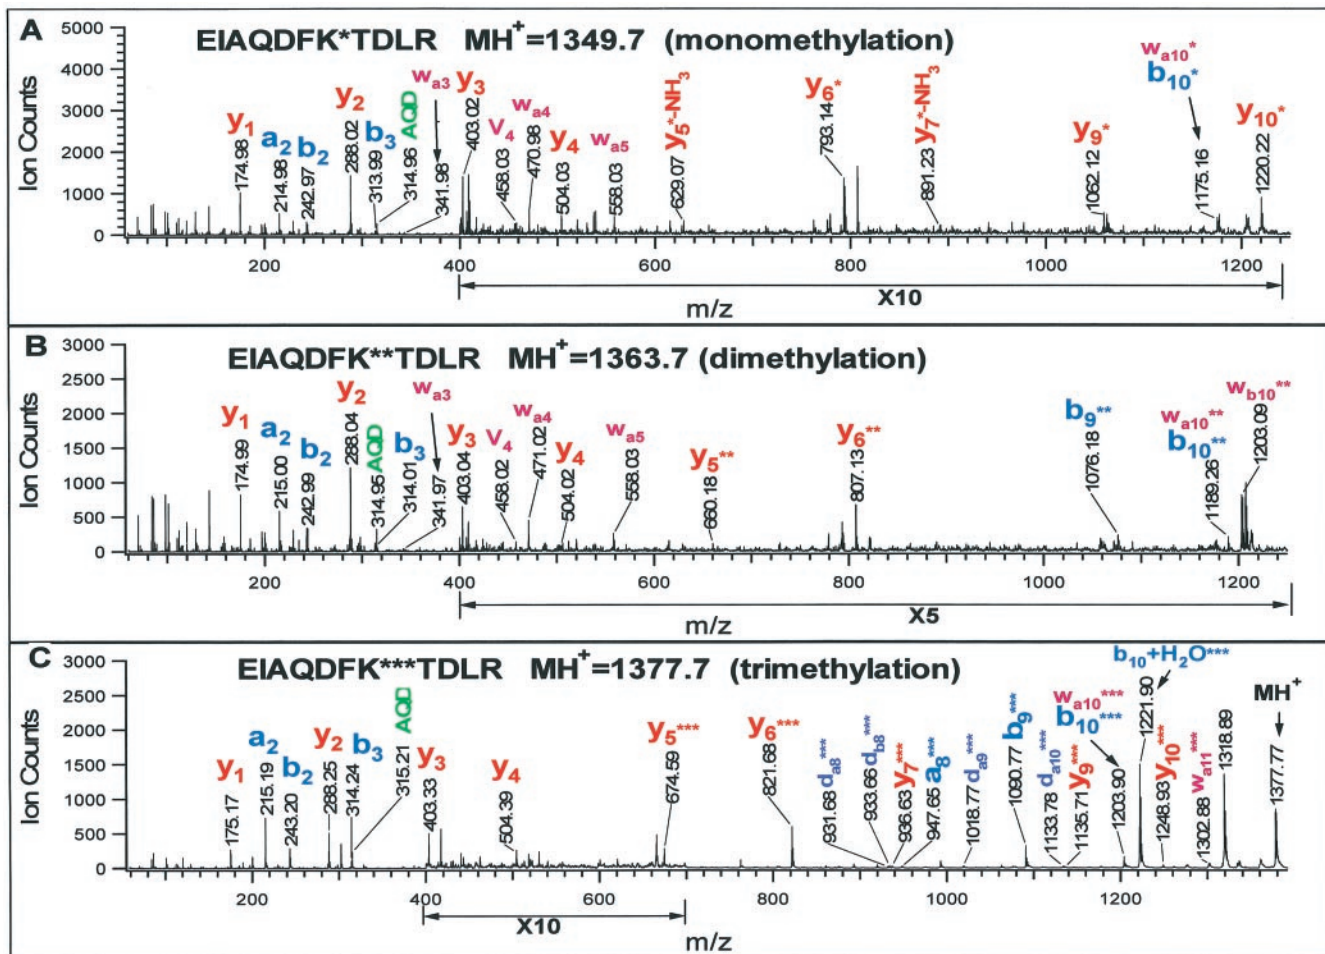 A
EIAQDFK*TDLR MH+=1349.7 (monomethylation)
Ion Counts
5000
4000
3000
2000
1000
0
y1
174.98
a2
214.98
b2
242.97
y2
288.02
b3
313.99
AQD
314.96
wa3
341.98
y3
403.02
V4
458.03
wa4
470.98
y4
504.03
wa5
558.03
y5*-NH3
629.07
y6*
793.14
y7*-NH3
891.23
y9*
1062.12
wa10*
b10*
1175.16
y10*
1220.22
200 400 600 800 1000 1200
X10
m/z
B
EIAQDFK**TDLR MH+=1363.7 (dimethylation)
Ion Counts
3000
2500
2000
1500
1000
500
0
y1
174.99
a2
215.00
b2
242.99
y2
288.04
AQD
314.95
b3
314.01
wa3
341.97
y3
403.04
V4
458.02
wa4
471.02
y4
504.02
wa5
558.03
y5**
660.18
y6**
807.13
b9**
1076.18
wa10**
b10**
1189.26
wb10**
1203.09
200 400 600 800 1000 1200
X5
m/z
C
EIAQDFK***TDLR MH+=1377.7 (trimethylation)
Ion Counts
3000
2500
2000
1500
1000
500
0
y1
175.17
a2
215.19
b2
243.20
y2
288.25
b3
314.24
AQD
315.21
y3
403.33
y4
504.39
y5***
674.59
y6***
821.68
da8***
931.68
db8***
933.66
y7***
936.63
a8***
947.65
da9***
1018.77
b9***
1090.77
da10***
1133.78
y9***
1135.71
wa10***
b10***
1203.90
b10+H2O***
1221.90
y10***
1248.93
wa11***
1302.88
1318.89
MH+
1377.77
200 400 600 800 1000 1200
X10
m/z